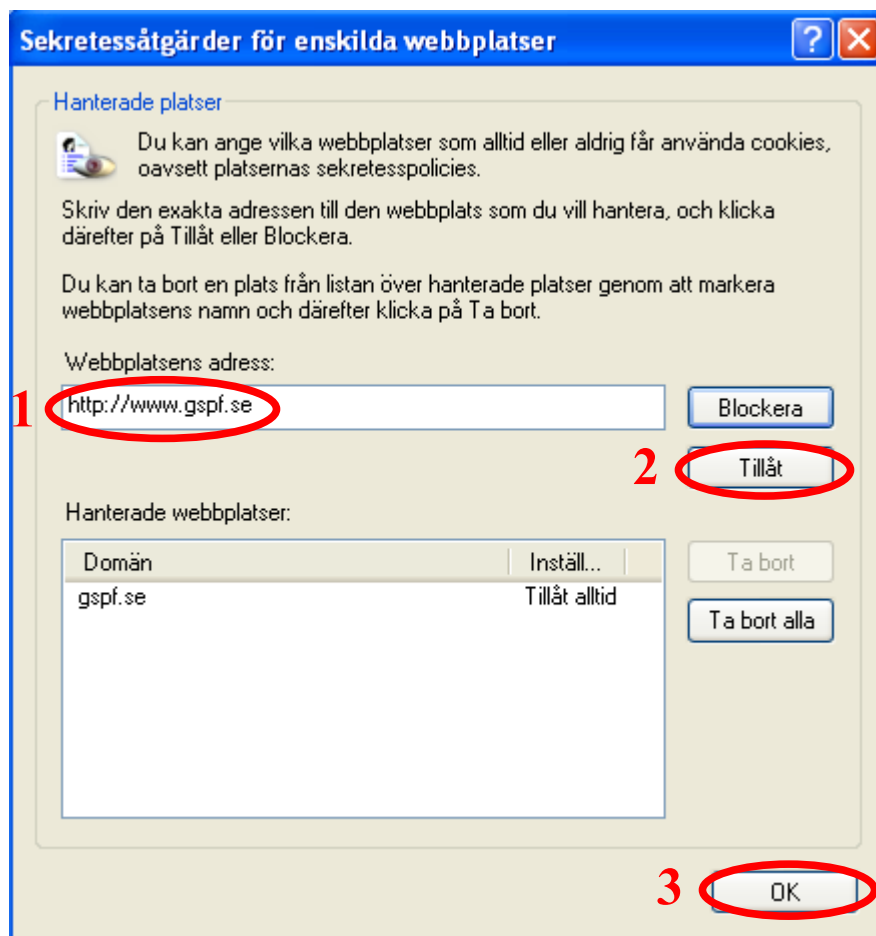 Sekretessåtgärder för enskilda webbplatser
Hanterade platser
Du kan ange vilka webbplatser som alltid eller aldrig får använda cookies,
oavsett platsernas sekretesspolicies.
Skriv den exakta adressen till den webbplats som du vill hantera, och klicka
därefter på Tillåt eller Blockera.
Du kan ta bort en plats från listan över hanterade platser genom att markera
webbplatsens namn och därefter klicka på Ta bort.
Webbplatsens adress:
1 http://www.gspf.se Blockera
2 Tillåt
Hanterade webbplatser:
Domän Inställ... Ta bort
gspf.se Tillåt alltid
Ta bort alla
3 OK